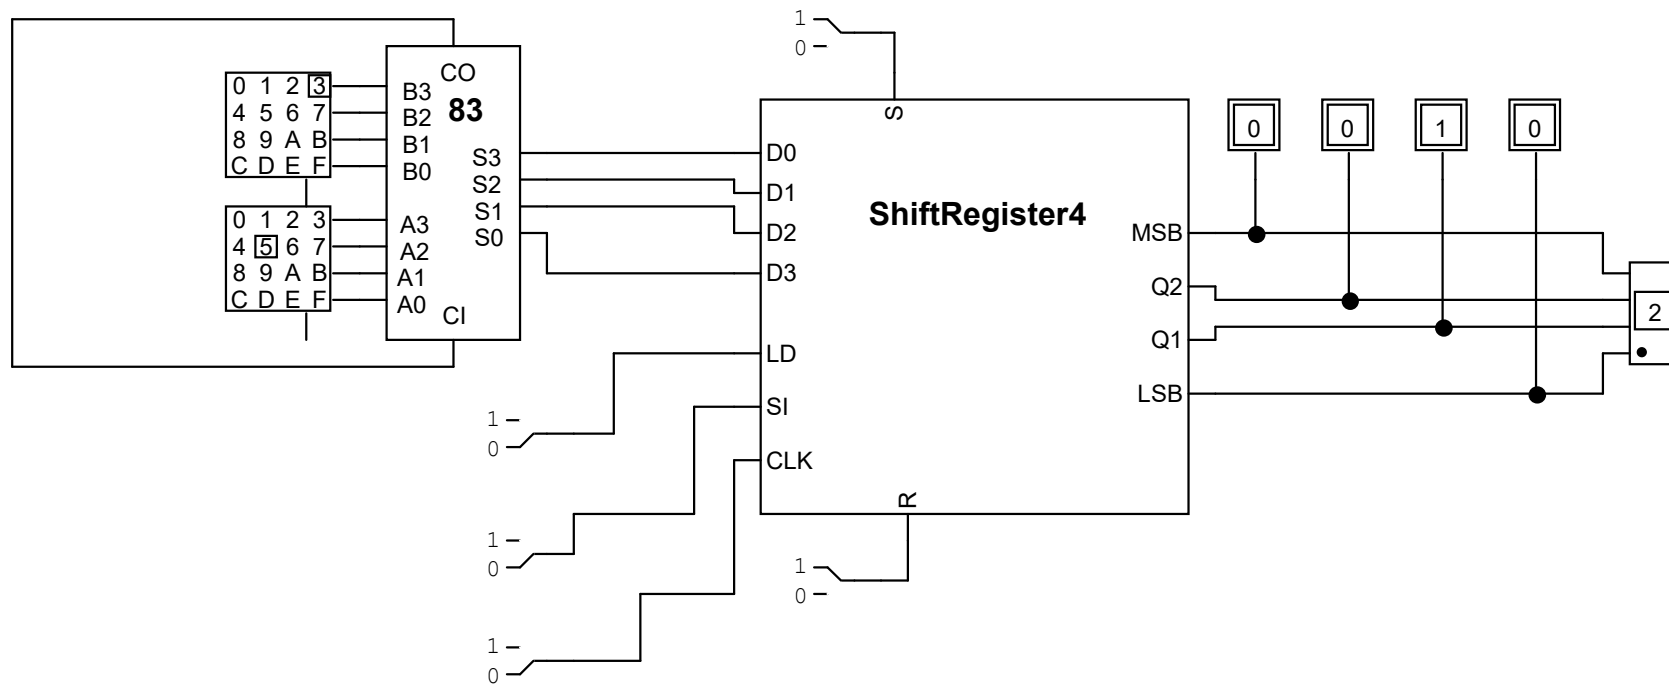 1
0
0 1 2 3
4 5 6 7
8 9 A B
C D E F
0 1 2 3
4 5 6 7
8 9 A B
C D E F
CO
83
B3
B2
B1
B0
A3
A2
A1
A0
CI
S3
S2
S1
S0
1
0
1
0
1
0
S
D0
D1
D2
D3
LD
SI
CLK
ShiftRegister4
R
MSB
Q2
Q1
LSB
1
0
0 0 1 0
2